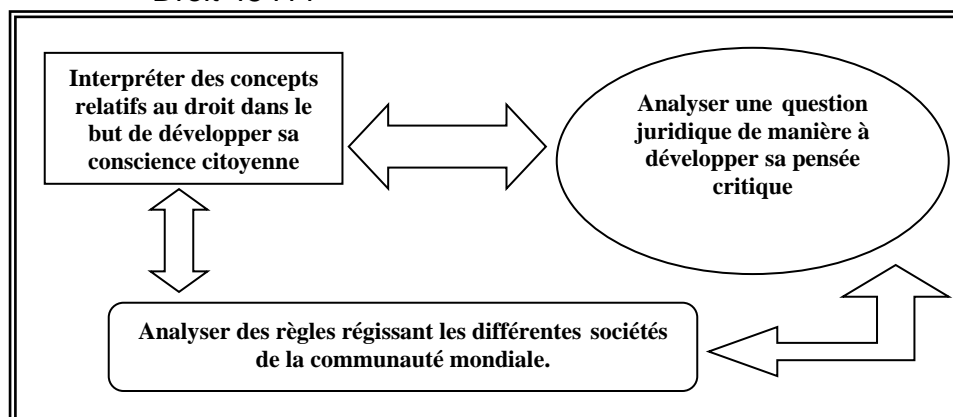 Interpréter des concepts
relatifs au droit dans le
but de développer sa
conscience citoyenne
Analyser une question
juridique de manière à
développer sa pensée
critique
Analyser des règles régissant les différentes sociétés
de la communauté mondiale.